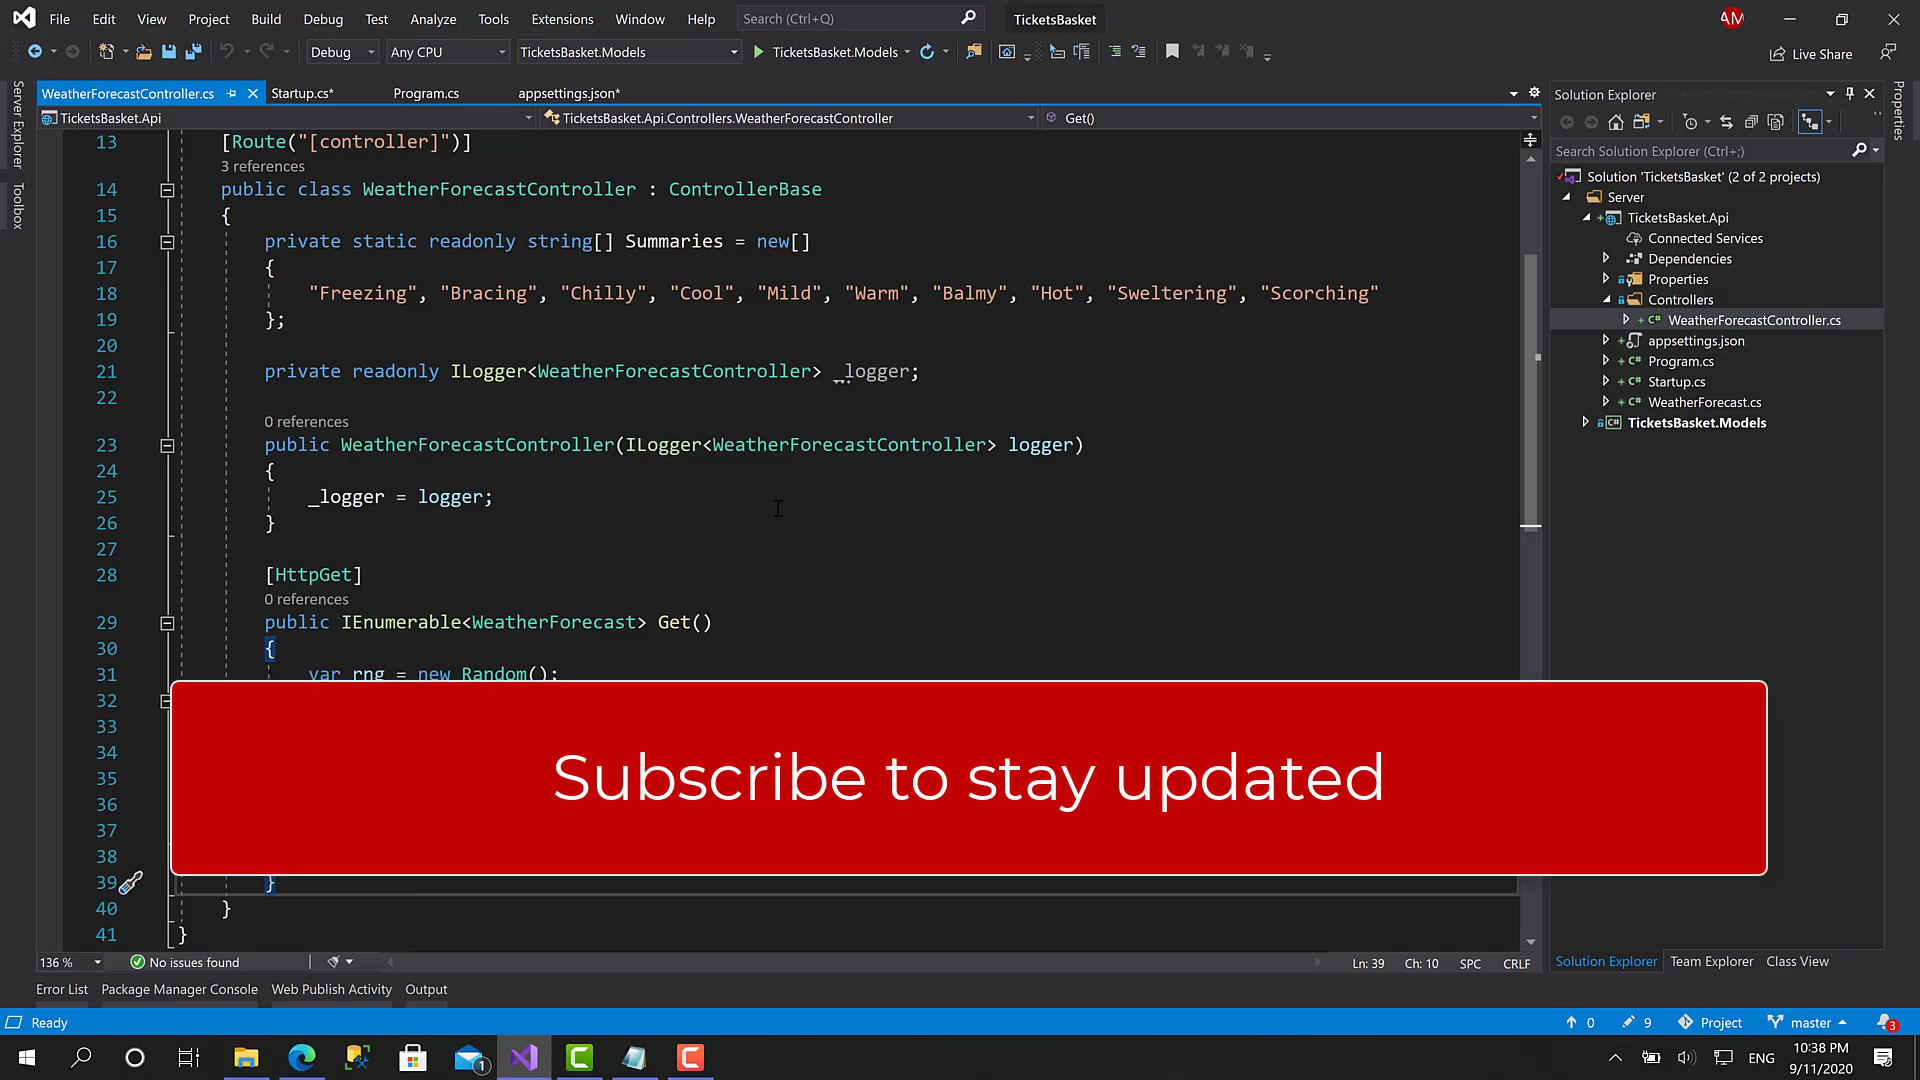 File Edit View Project Build Debug Test Analyze Tools Extensions Window Help Search (Ctrl+Q) TicketsBasket AM
Debug Any CPU TicketsBasket.Models TicketsBasket.Models Live Share
WeatherForecastController.cs Startup.cs* Program.cs appsettings.json*
TicketsBasket.Api TicketsBasket.Api.Controllers.WeatherForecastController Get()
Server Explorer
Toolbox
13 [Route("[controller]")]
3 references
14 public class WeatherForecastController : ControllerBase
15 {
16 private static readonly string[] Summaries = new[]
17 {
18 "Freezing", "Bracing", "Chilly", "Cool", "Mild", "Warm", "Balmy", "Hot", "Sweltering", "Scorching"
19 };
20
21 private readonly ILogger<WeatherForecastController> _logger;
22
0 references
23 public WeatherForecastController(ILogger<WeatherForecastController> logger)
24 {
25 _logger = logger;
26 }
27
28 [HttpGet]
0 references
29 public IEnumerable<WeatherForecast> Get()
30 {
31 var rng = new Random();
32
33
34
35
36
37
38
39 }
40 }
41 }
Subscribe to stay updated
136 % No issues found Ln: 39 Ch: 10 SPC CRLF
Solution Explorer
Search Solution Explorer (Ctrl+;)
Solution 'TicketsBasket' (2 of 2 projects)
Server
TicketsBasket.Api
Connected Services
Dependencies
Properties
Controllers
WeatherForecastController.cs
appsettings.json
Program.cs
Startup.cs
WeatherForecast.cs
TicketsBasket.Models
Solution Explorer Team Explorer Class View
Properties
Error List Package Manager Console Web Publish Activity Output
Ready 0 9 Project master 3
1 ENG 10:38 PM
9/11/2020